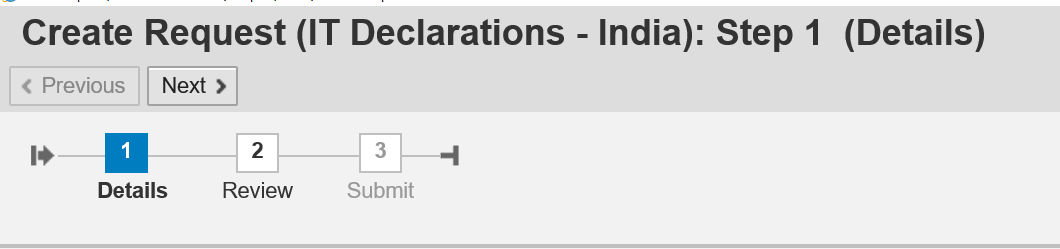 Create Request (IT Declarations - India): Step 1 (Details)
Previous Next
1 2 3
Details Review Submit